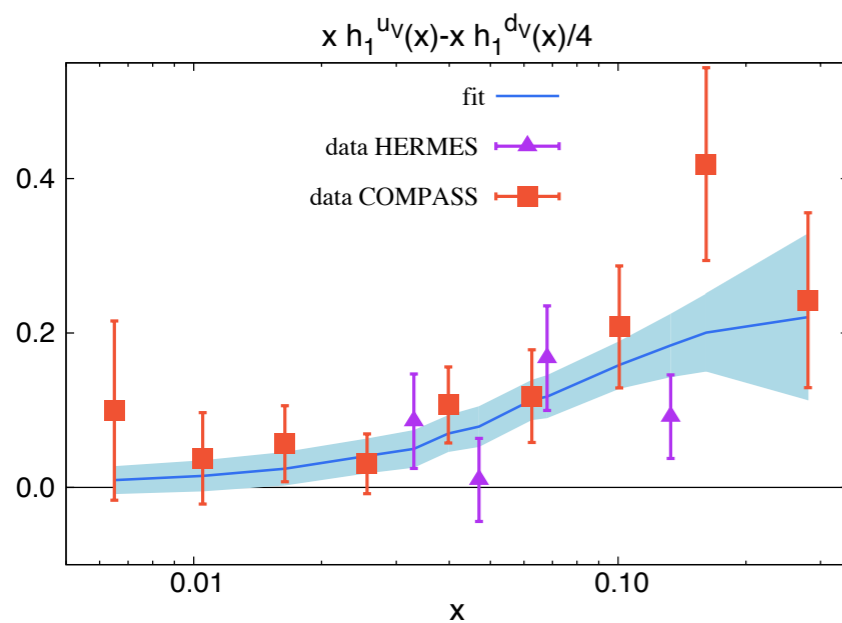 x h₁ᵘⱽ(x)-x h₁ᵈⱽ(x)/4
fit
data HERMES
data COMPASS
0.4
0.2
0.0
0.01 0.10
x